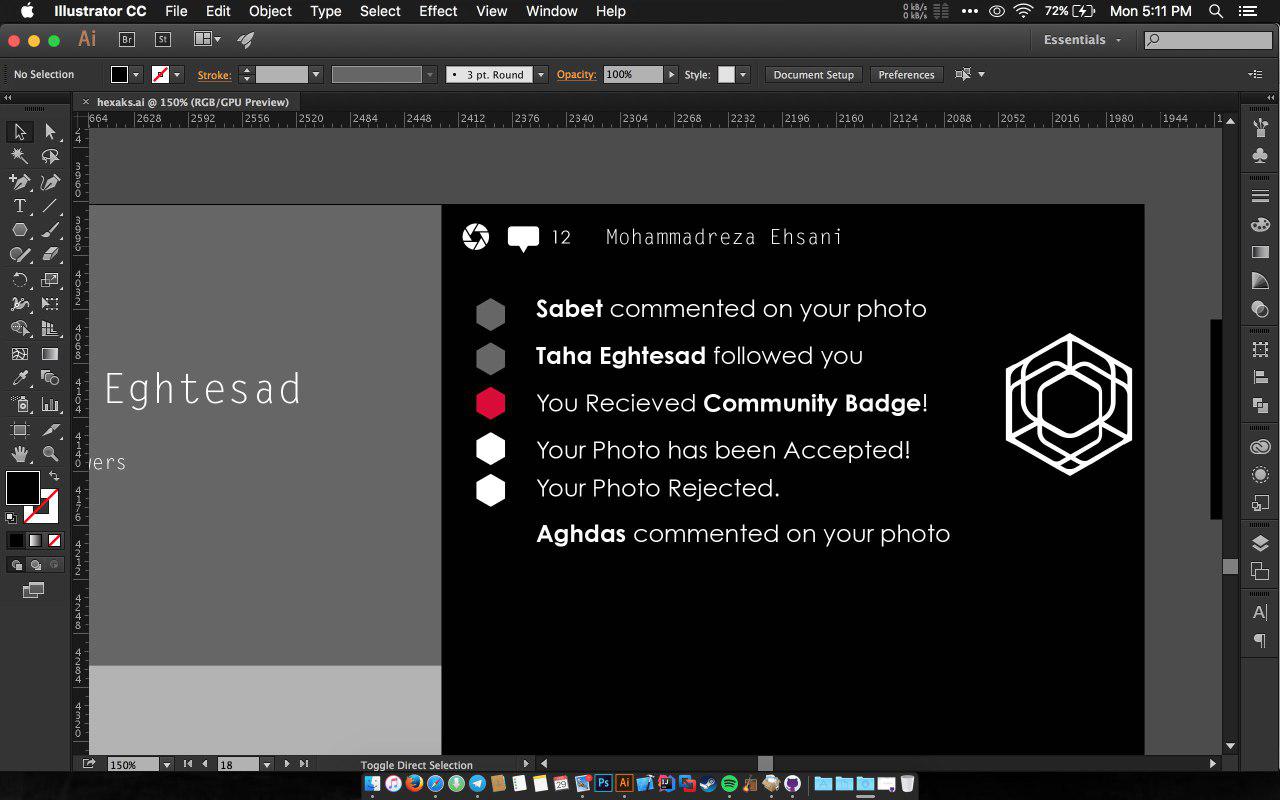 Illustrator CC File Edit Object Type Select Effect View Window Help
0 kB/s
0 kB/s
72%
Mon 5:11 PM
Ai Br St
Essentials
No Selection
Stroke:
3 pt. Round
Opacity: 100%
Style:
Document Setup
Preferences
× hexaks.ai @ 150% (RGB/GPU Preview)
664 2628 2592 2556 2520 2484 2448 2412 2376 2340 2304 2268 2232 2196 2160 2124 2088 2052 2016 1980 1944 1
12 Mohammadreza Ehsani
Sabet commented on your photo
Taha Eghtesad followed you
Eghtesad
You Recieved Community Badge!
Your Photo has been Accepted!
wers
Your Photo Rejected.
Aghdas commented on your photo
150% 18 Toggle Direct Selection
29 Ps Ai